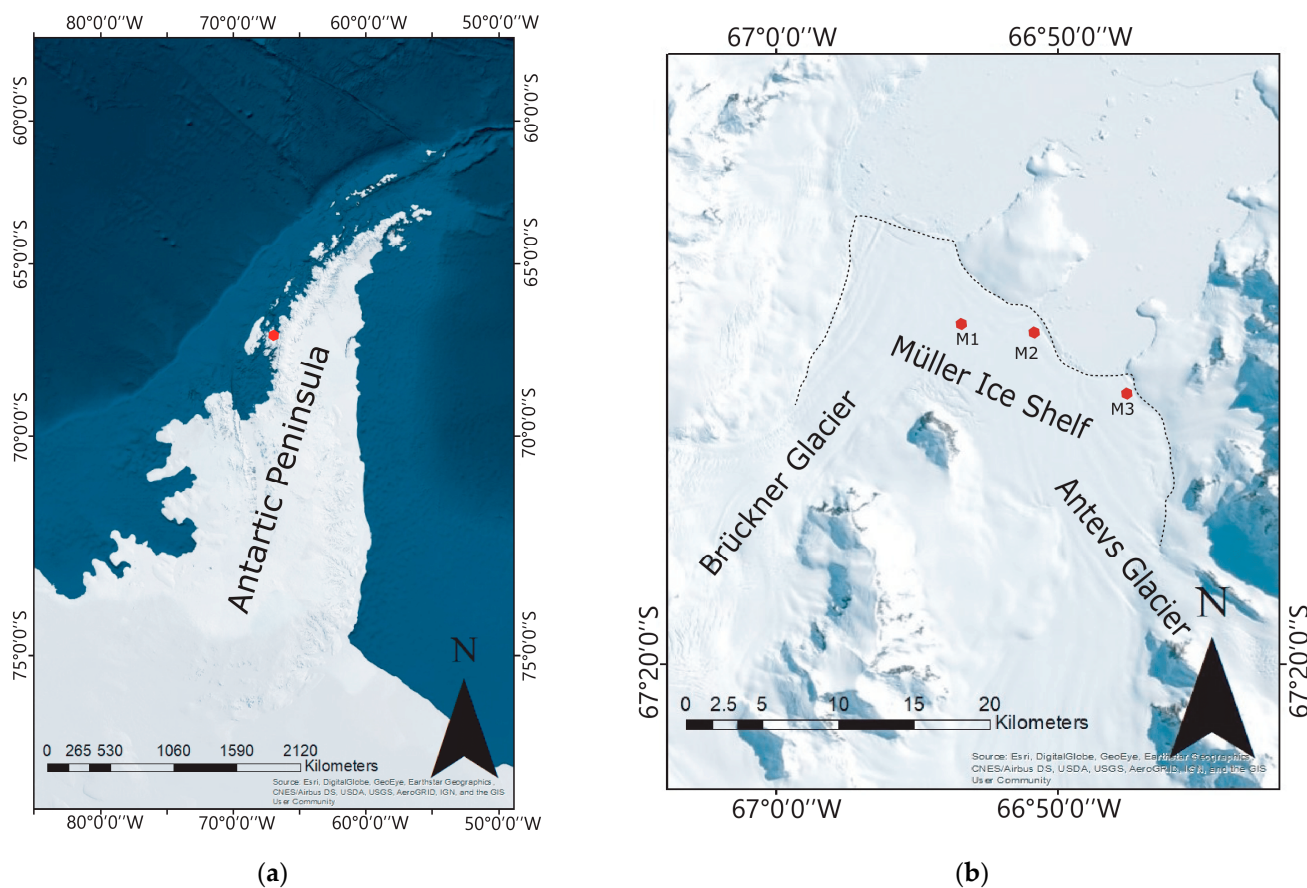 80°0'0''W 70°0'0''W 60°0'0''W 50°0'0''W
60°0'0''S 60°0'0''S
65°0'0''S 65°0'0''S
70°0'0''S 70°0'0''S
75°0'0''S 75°0'0''S
Antartic Peninsula
N
0 265 530 1060 1590 2120
Kilometers
Source: Esri, DigitalGlobe, GeoEye, Earthstar Geographics,
CNES/Airbus DS, USDA, USGS, AeroGRID, IGN, and the GIS
User Community
80°0'0''W 70°0'0''W 60°0'0''W 50°0'0''W
(a)
67°0'0''W 66°50'0''W
M1
M2
M3
Müller Ice Shelf
Brückner Glacier
Antevs Glacier
N
67°20'0''S 67°20'0''S
0 2.5 5 10 15 20
Kilometers
Source: Esri, DigitalGlobe, GeoEye, Earthstar Geographics,
CNES/Airbus DS, USDA, USGS, AeroGRID, IGN, and the GIS
User Community
67°0'0''W 66°50'0''W
(b)